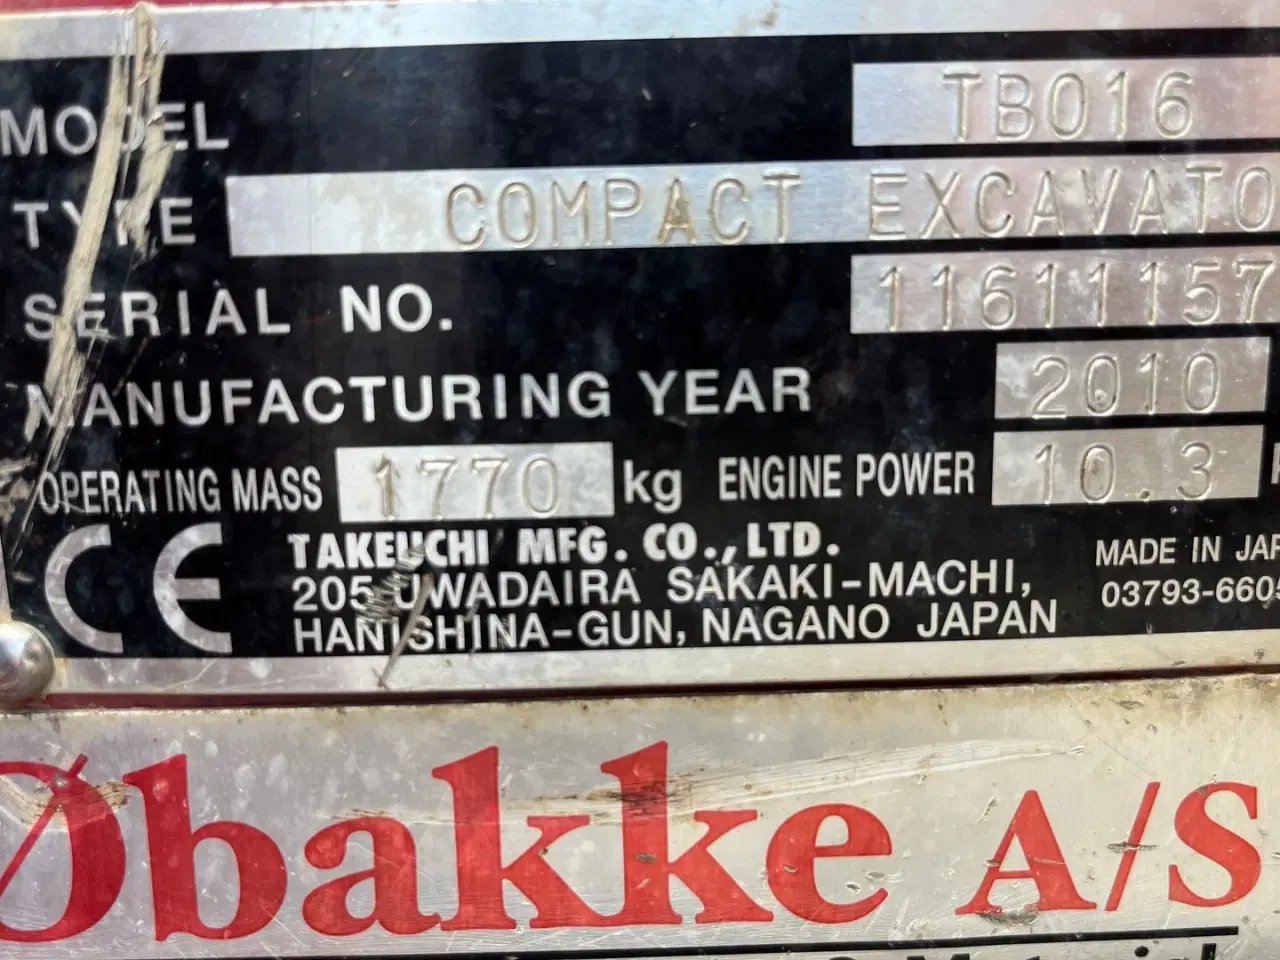 MODEL TB016
TYPE COMPACT EXCAVATO
SERIAL NO. 11611157
MANUFACTURING YEAR 2010
OPERATING MASS 1770 kg ENGINE POWER 10.3
CE TAKEUCHI MFG. CO., LTD.
205 UWADAIRA SAKAKI-MACHI,
HANISHINA-GUN, NAGANO JAPAN
MADE IN JAP
03793-6605
Øbakke A/S